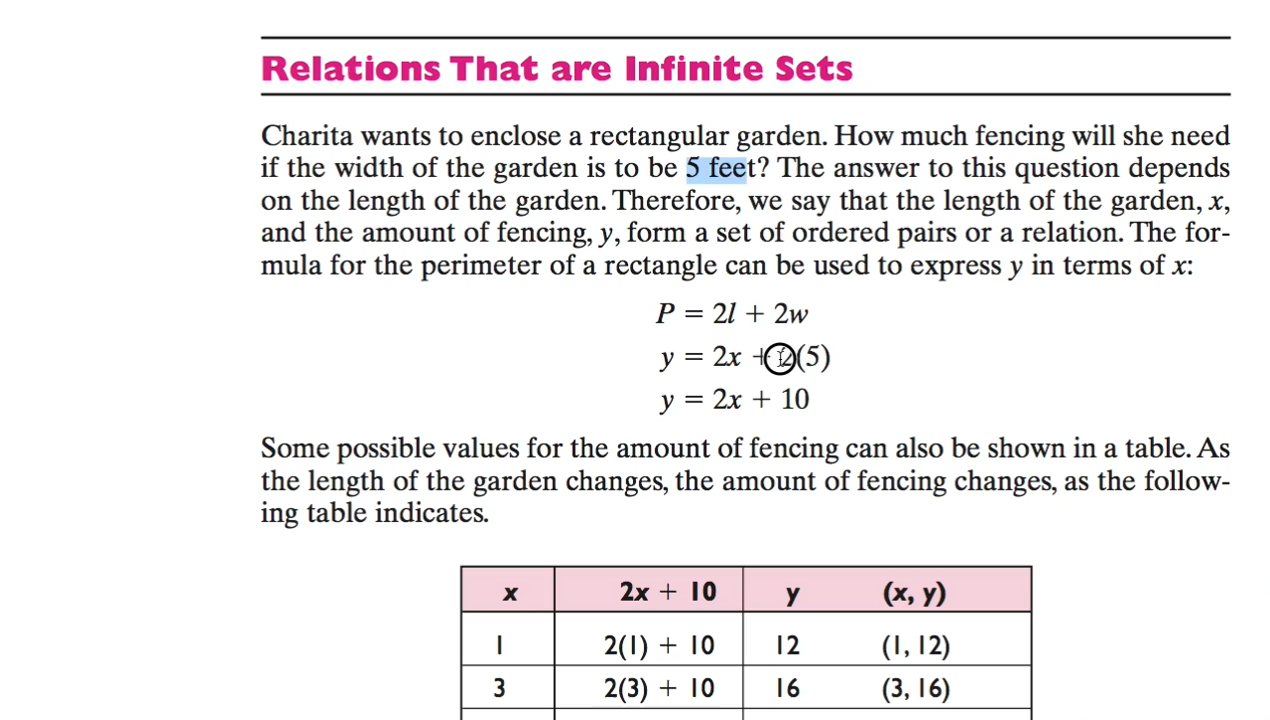 Relations That are Infinite Sets
Charita wants to enclose a rectangular garden. How much fencing will she need
if the width of the garden is to be 5 feet? The answer to this question depends
on the length of the garden. Therefore, we say that the length of the garden, x,
and the amount of fencing, y, form a set of ordered pairs or a relation. The for-
mula for the perimeter of a rectangle can be used to express y in terms of x:
P = 2l + 2w
y = 2x + 2(5)
y = 2x + 10
Some possible values for the amount of fencing can also be shown in a table. As
the length of the garden changes, the amount of fencing changes, as the follow-
ing table indicates.
x 2x + 10 y (x, y)
1 2(1) + 10 12 (1, 12)
3 2(3) + 10 16 (3, 16)